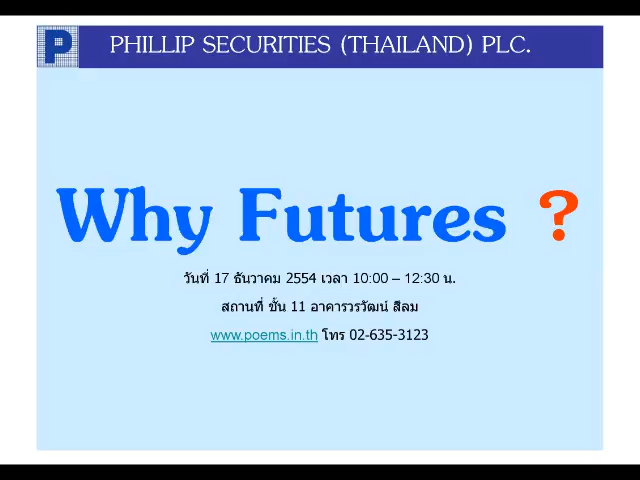 P
PHILLIP SECURITIES (THAILAND) PLC.
Why Futures ?
วันที่ 17 ธันวาคม 2554 เวลา 10:00 – 12:30 น.
สถานที่ ชั้น 11 อาคารวรวัฒน์ สีลม
www.poems.in.th โทร 02-635-3123